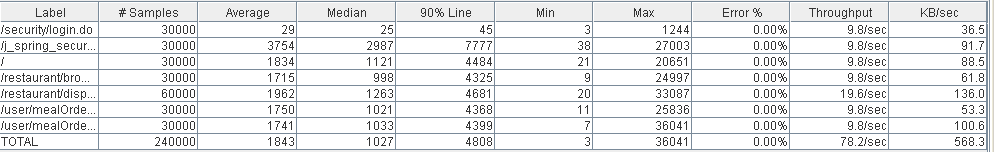 Label # Samples Average Median 90% Line Min Max Error % Throughput KB/sec
/security/login.do 30000 29 25 45 3 1244 0.00% 9.8/sec 36.5
/j_spring_secur... 30000 3754 2987 7777 38 27003 0.00% 9.8/sec 91.7
/ 30000 1834 1121 4484 21 20651 0.00% 9.8/sec 88.5
/restaurant/bro... 30000 1715 998 4325 9 24997 0.00% 9.8/sec 61.8
/restaurant/disp... 60000 1962 1263 4681 20 33087 0.00% 19.6/sec 136.0
/user/mealOrde... 30000 1750 1021 4368 11 25836 0.00% 9.8/sec 53.3
/user/mealOrde... 30000 1741 1033 4399 7 36041 0.00% 9.8/sec 100.6
TOTAL 240000 1843 1027 4808 3 36041 0.00% 78.2/sec 568.3